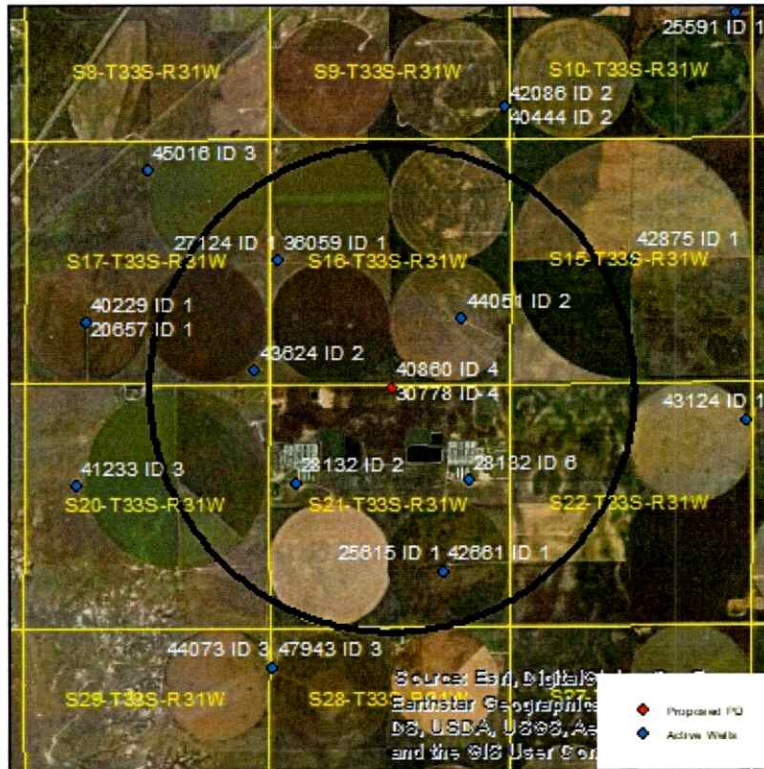 25591 ID 1
S8-T33S-R31W
S9-T33S-R31W
S10-T33S-R31W
42086 ID 2
40444 ID 2
45016 ID 3
27124 ID 1 36059 ID 1
42875 ID 1
S17-T33S-R31W
S16-T33S-R31W
S15-T33S-R31W
40229 ID 1
20657 ID 1
44051 ID 2
43624 ID 2
40860 ID 4
30778 ID 4
43124 ID 1
41233 ID 3
28132 ID 2
28132 ID 6
S20-T33S-R31W
S21-T33S-R31W
S22-T33S-R31W
25615 ID 1 42661 ID 1
44073 ID 3 47943 ID 3
S29-T33S-R31W
S28-T33S-R31W
Source: Esri,
Earthstar Geographics
DS, USDA, USGS,
and the GIS User
Proposed PD
Active Wells